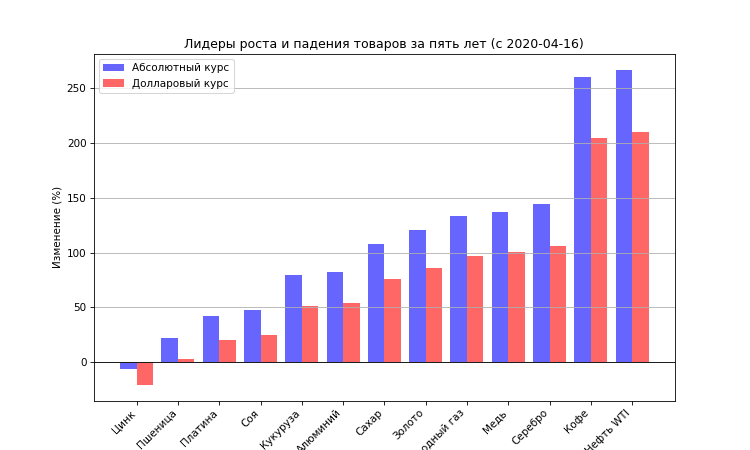 Лидеры роста и падения товаров за пять лет (с 2020-04-16)
Абсолютный курс
Долларовый курс
Изменение (%)
250
200
150
100
50
0
Цинк
Пшеница
Платина
Соя
Кукуруза
Алюминий
Сахар
Золото
одный газ
Медь
Серебро
Кофе
Нефть WTI